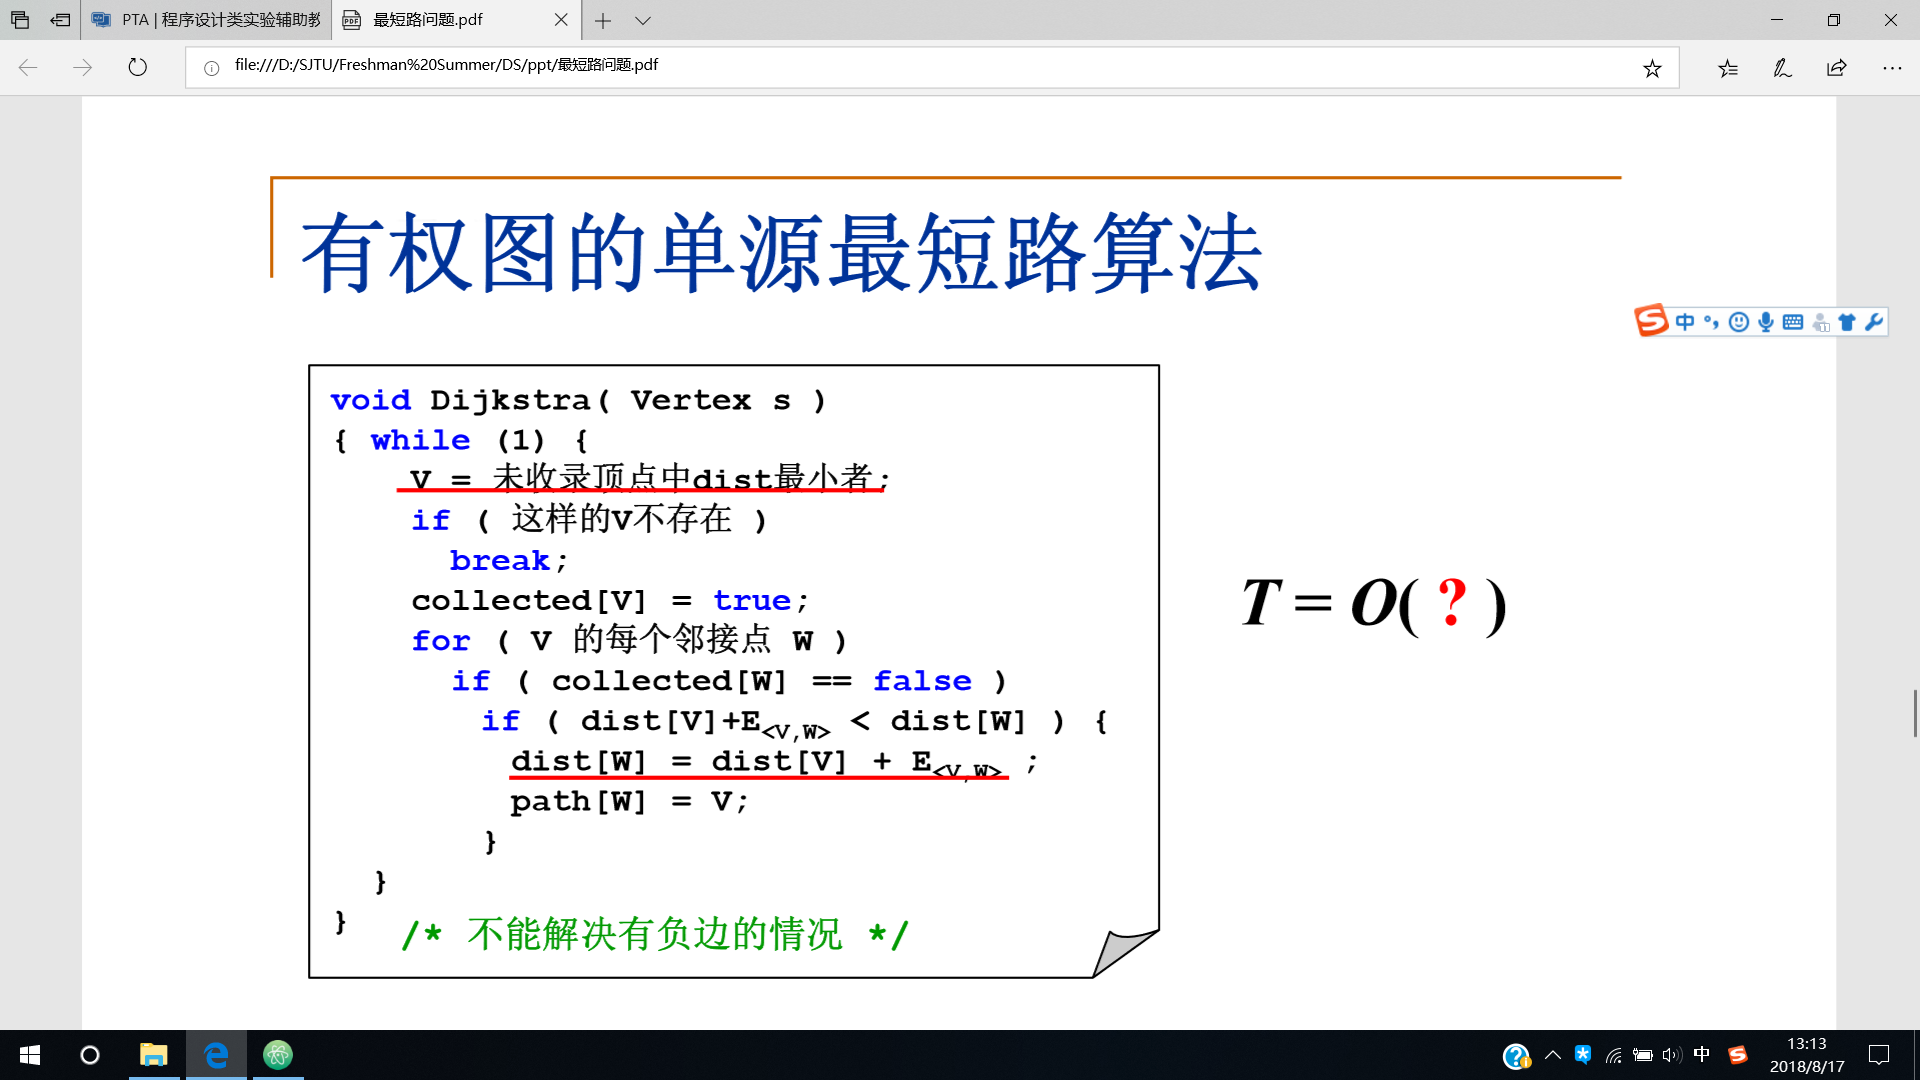 PTA | 程序设计类实验辅助教
最短路问题.pdf
file:///D:/SJTU/Freshman%20Summer/DS/ppt/最短路问题.pdf
有权图的单源最短路算法
中
void Dijkstra( Vertex s )
{ while (1) {
V = 未收录顶点中dist最小者;
if ( 这样的V不存在 )
break;
collected[V] = true;
for ( V 的每个邻接点 W )
if ( collected[W] == false )
if ( dist[V]+E<V,W> < dist[W] ) {
dist[W] = dist[V] + E<V,W> ;
path[W] = V;
}
}
}
/* 不能解决有负边的情况 */
T = O( ? )
中
13:13
2018/8/17